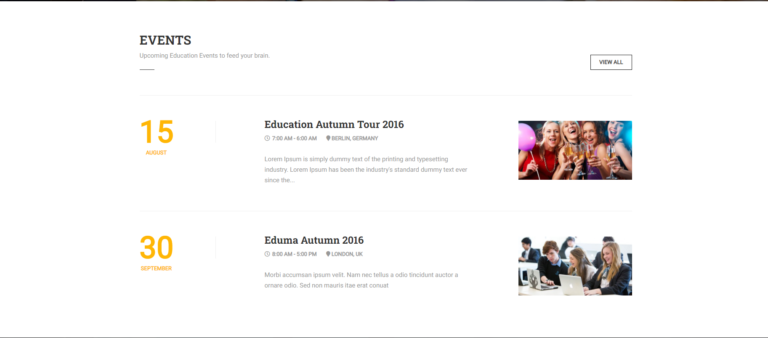 EVENTS
Upcoming Education Events to feed your brain.
VIEW ALL
15
AUGUST
Education Autumn Tour 2016
7:00 AM - 6:00 AM BERLIN, GERMANY
Lorem Ipsum is simply dummy text of the printing and typesetting
industry. Lorem Ipsum has been the industry's standard dummy text ever
since the...
30
SEPTEMBER
Eduma Autumn 2016
8:00 AM - 5:00 PM LONDON, UK
Morbi accumsan ipsum velit. Nam nec tellus a odio tincidunt auctor a
ornare odio. Sed non mauris itae erat conuat